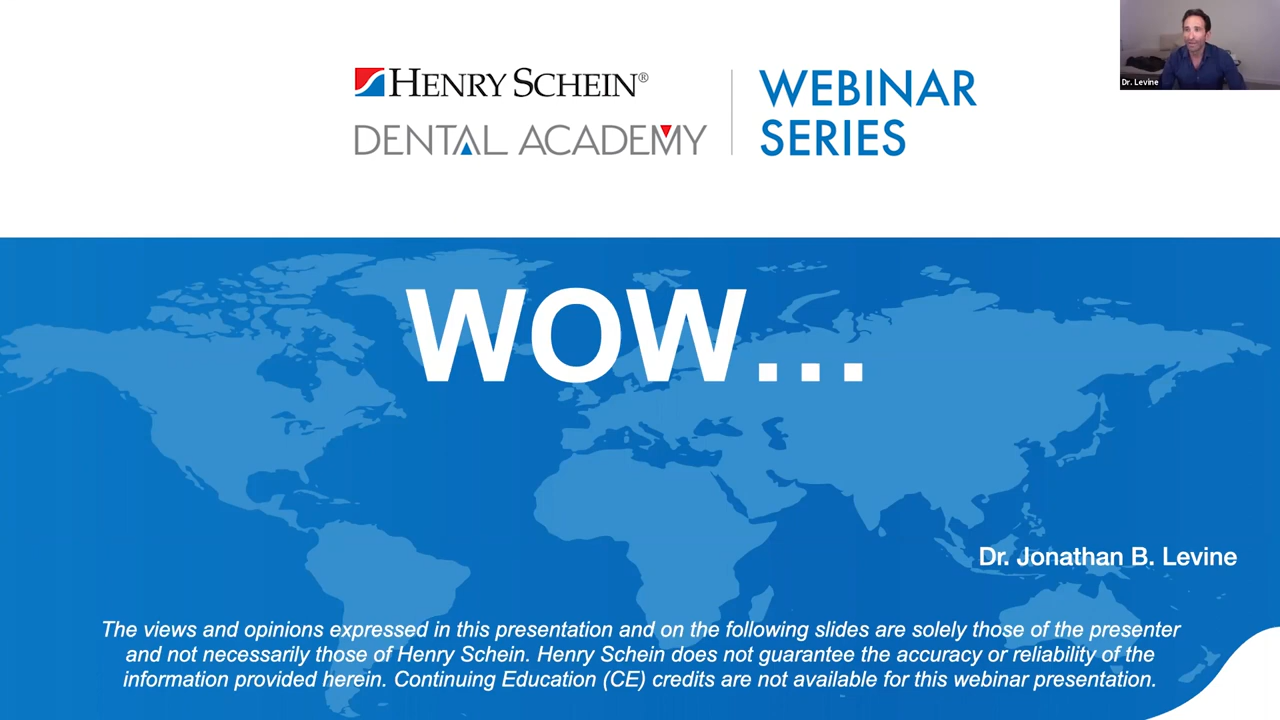 HENRY SCHEIN®
DENTAL ACADEMY
WEBINAR
SERIES
Dr. Levine
WOW...
Dr. Jonathan B. Levine
The views and opinions expressed in this presentation and on the following slides are solely those of the presenter
and not necessarily those of Henry Schein. Henry Schein does not guarantee the accuracy or reliability of the
information provided herein. Continuing Education (CE) credits are not available for this webinar presentation.